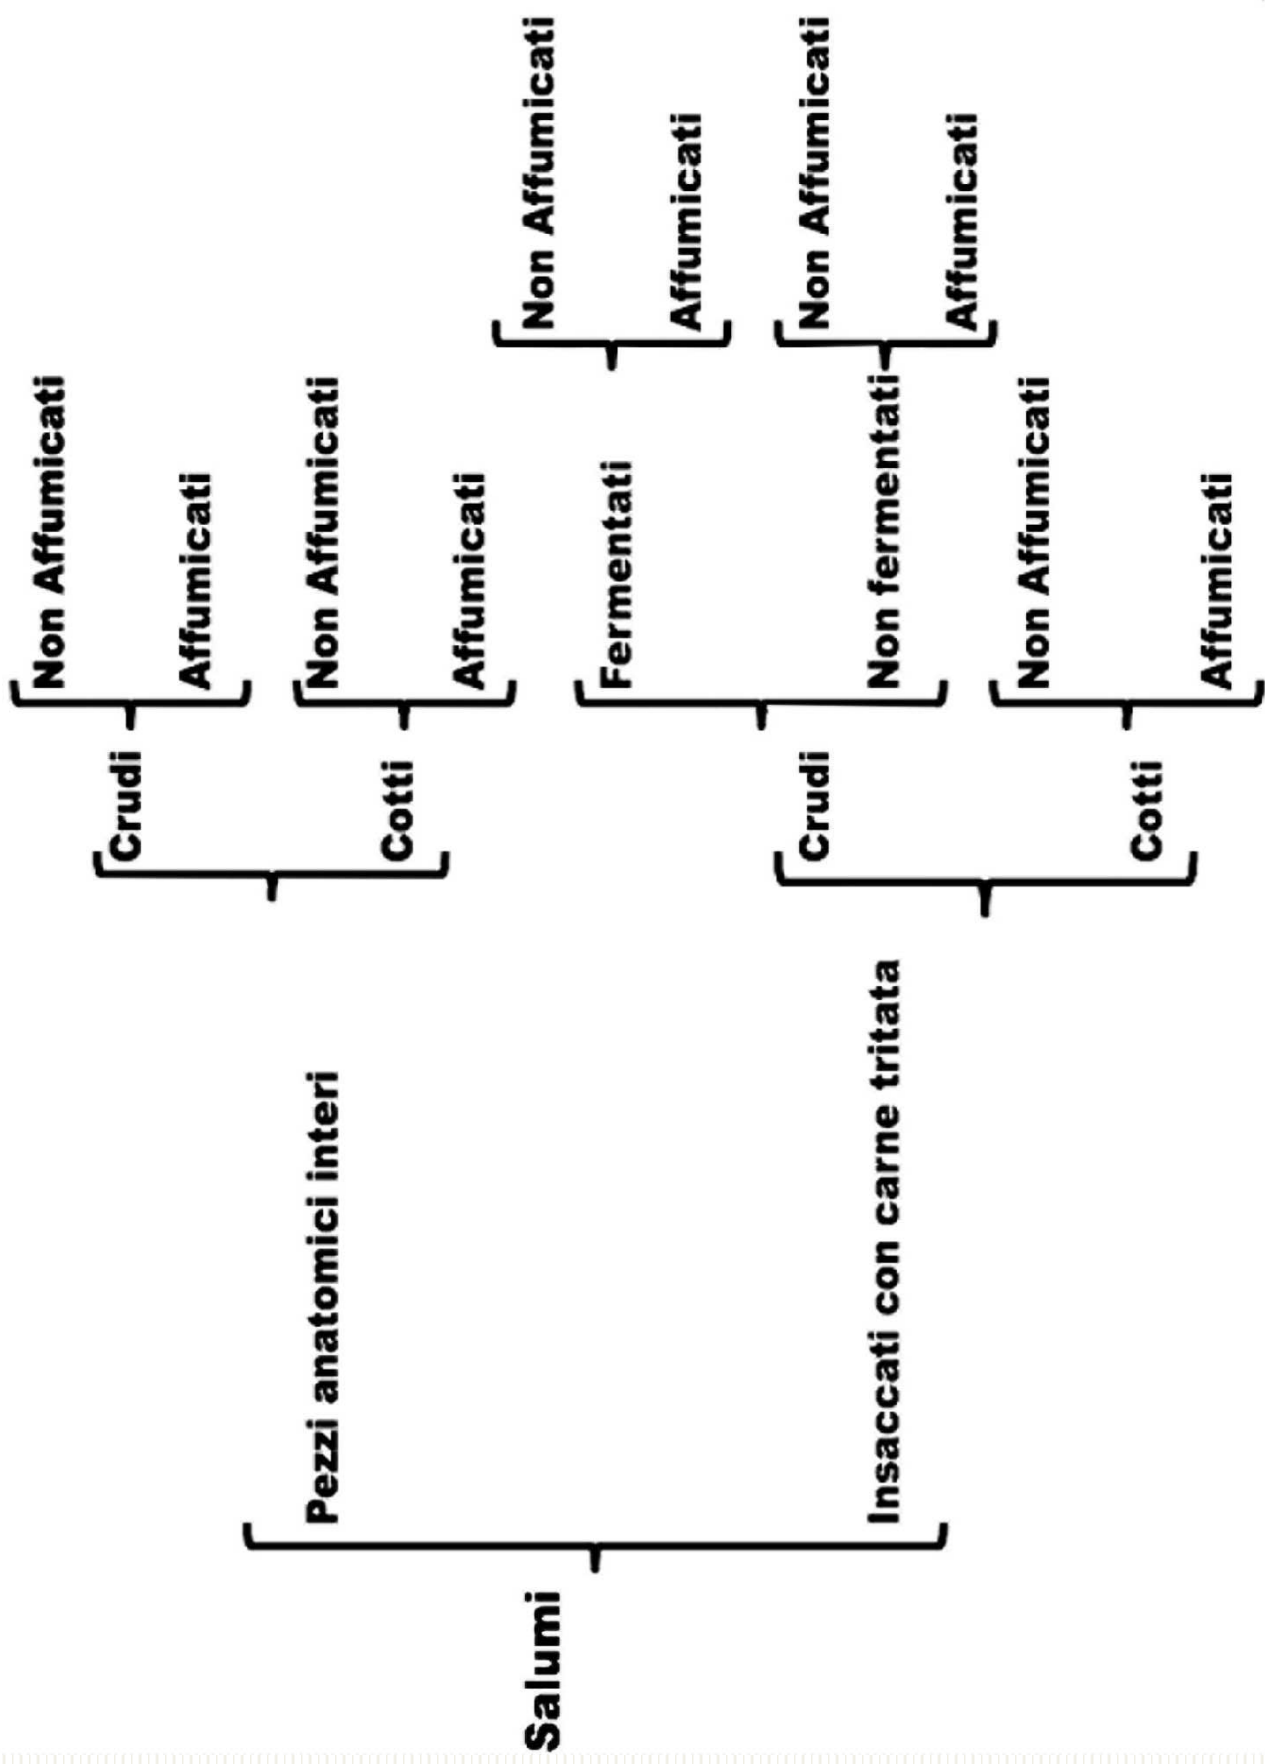 Salumi
Pezzi anatomici interi
Crudi
Non Affumicati
Affumicati
Cotti
Non Affumicati
Affumicati
Insaccati con carne tritata
Crudi
Fermentati
Non Affumicati
Affumicati
Non fermentati
Non Affumicati
Affumicati
Cotti
Non Affumicati
Affumicati